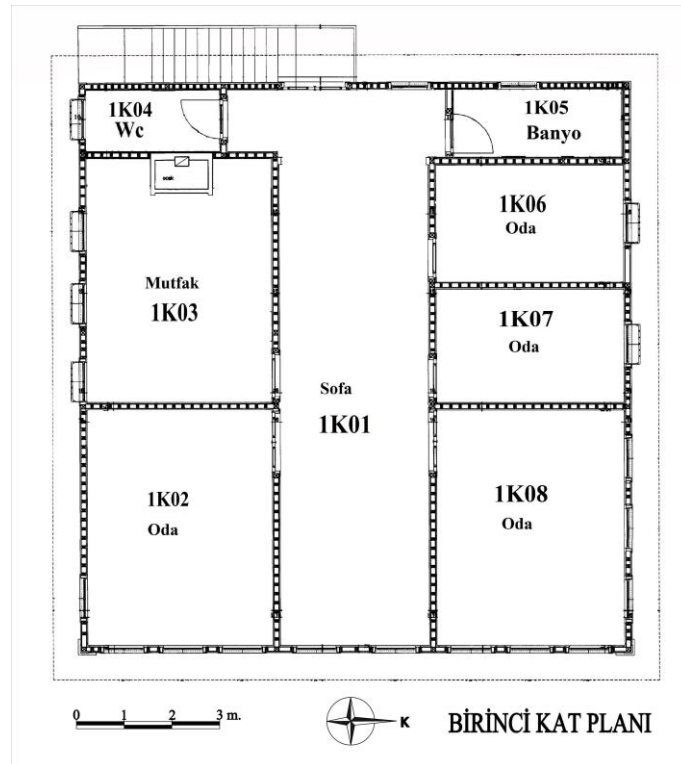 1K04
Wc
1K05
Banyo
1K06
Oda
Mutfak
1K03
1K07
Oda
Sofa
1K01
1K02
Oda
1K08
Oda
0 1 2 3 m.
K
BİRİNCİ KAT PLANI